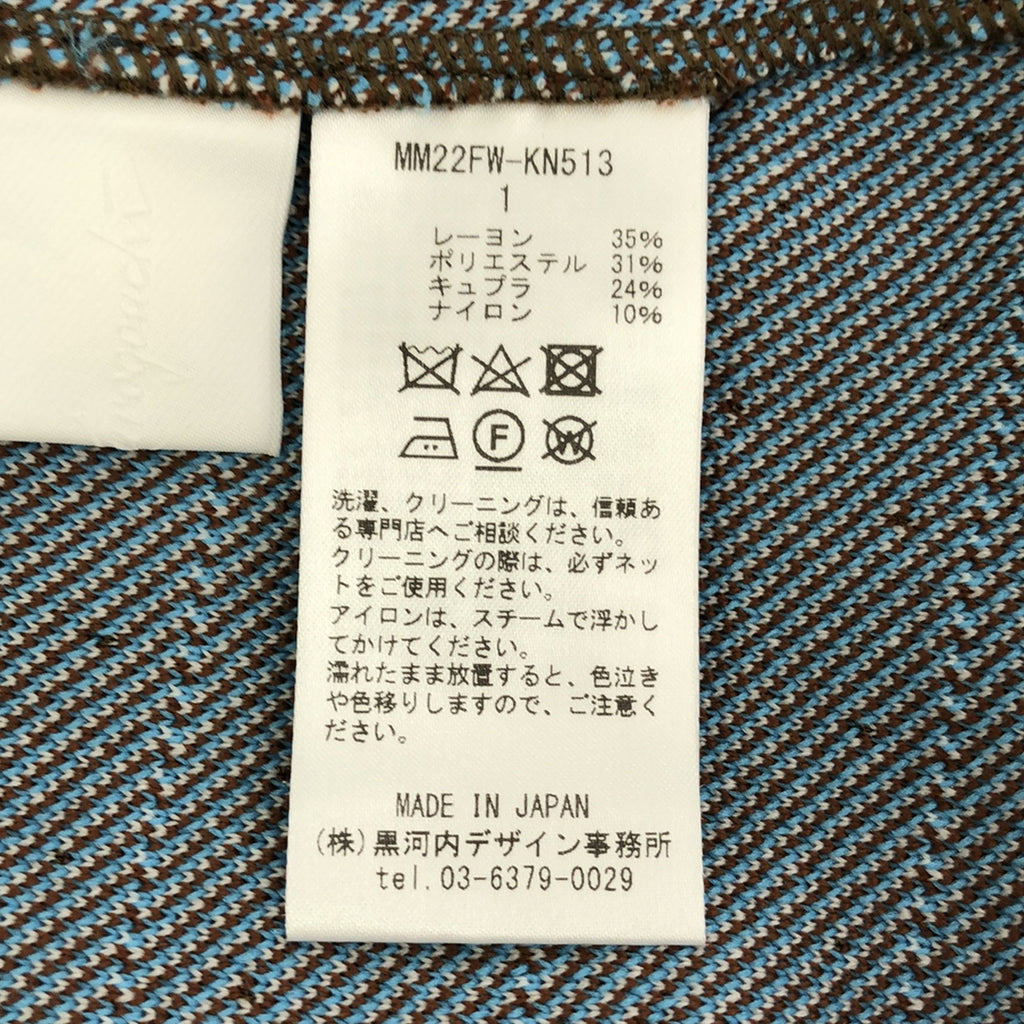 MM22FW-KN513
1
レーヨン 35%
ポリエステル 31%
キュプラ 24%
ナイロン 10%
F
W
洗濯、クリーニングは、信頼あ
る専門店へご相談ください。
クリーニングの際は、必ずネッ
トをご使用ください。
アイロンは、スチームで浮かし
てかけてください。
濡れたまま放置すると、色泣き
や色移りしますので、ご注意く
ださい。
MADE IN JAPAN
(株)黒河内デザイン事務所
tel.03-6379-0029